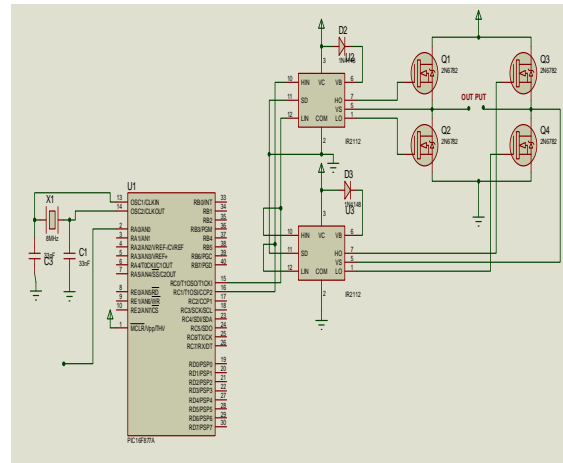 D2
U2
1N4148
3
10 HIN VC VB 6
11 SD HO 7
VS 5
12 LIN COM LO 1
2
IR2112
Q1
2N6782
Q3
2N6782
OUT PUT
Q2
2N6782
Q4
2N6782
D3
1N4148
U3
3
10 HIN VC VB 6
11 SD HO 7
VS 5
12 LIN COM LO 1
2
IR2112
X1
8MHz
C3
33nF
C1
33nF
U1
13 OSC1/CLKIN
14 OSC2/CLKOUT
2 RA0/AN0
3 RA1/AN1
4 RA2/AN2/VREF-/CVREF
5 RA3/AN3/VREF+
6 RA4/T0CKI/C1OUT
7 RA5/AN4/SS/C2OUT
8 RE0/AN5/RD
9 RE1/AN6/WR
10 RE2/AN7/CS
1 MCLR/Vpp/THV
RB0/INT 33
RB1 34
RB2 35
RB3/PGM 36
RB4 37
RB5 38
RB6/PGC 39
RB7/PGD 40
RC0/T1OSO/T1CKI 15
RC1/T1OSI/CCP2 16
RC2/CCP1 17
RC3/SCK/SCL 18
RC4/SDI/SDA 23
RC5/SDO 24
RC6/TX/CK 25
RC7/RX/DT 26
RD0/PSP0 19
RD1/PSP1 20
RD2/PSP2 21
RD3/PSP3 22
RD4/PSP4 27
RD5/PSP5 28
RD6/PSP6 29
RD7/PSP7 30
PIC16F877A